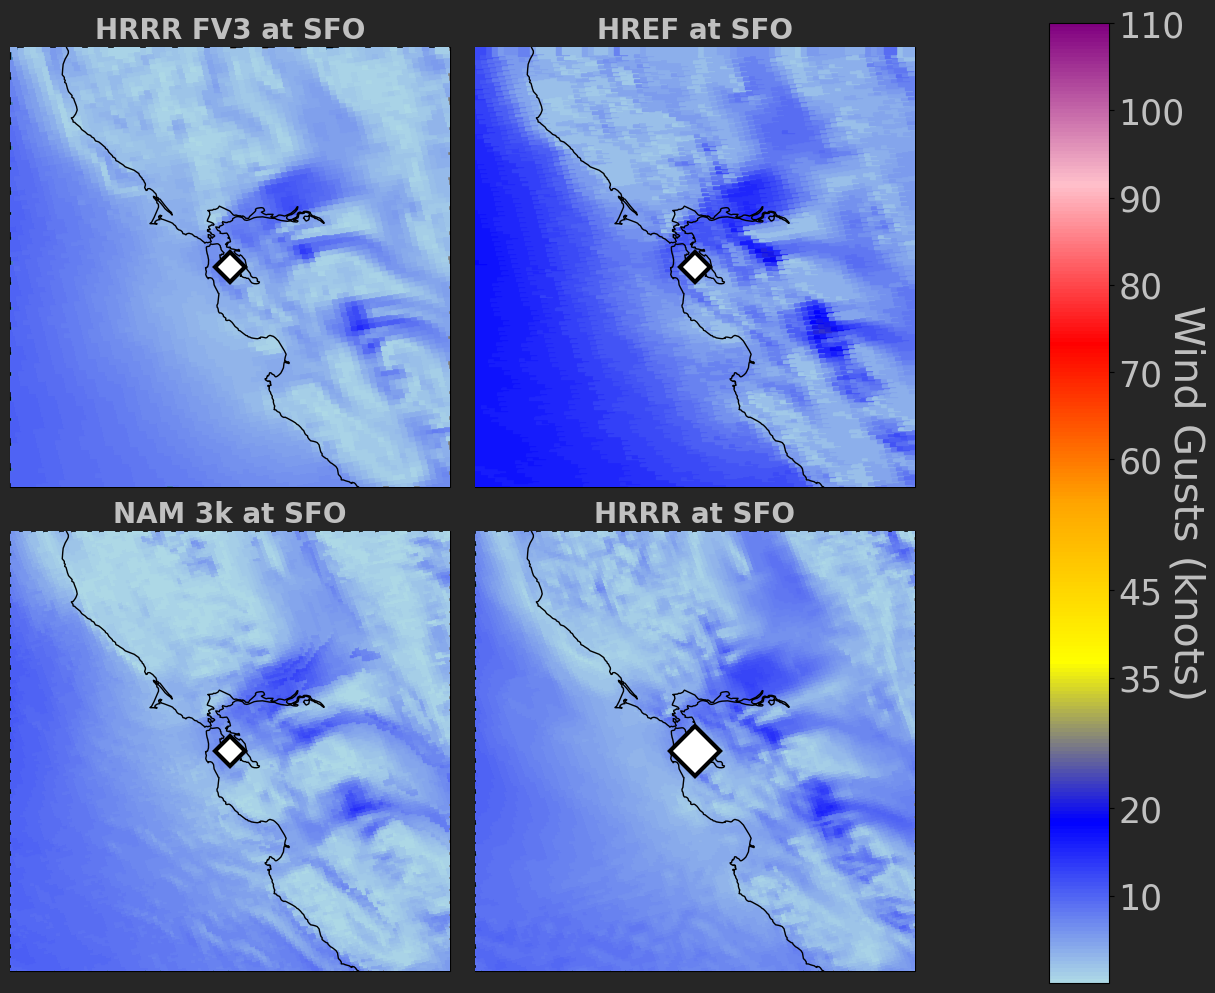 HRRR FV3 at SFO
HREF at SFO
NAM 3k at SFO
HRRR at SFO
110
100
90
80
70
60
45
35
20
10
Wind Gusts (knots)